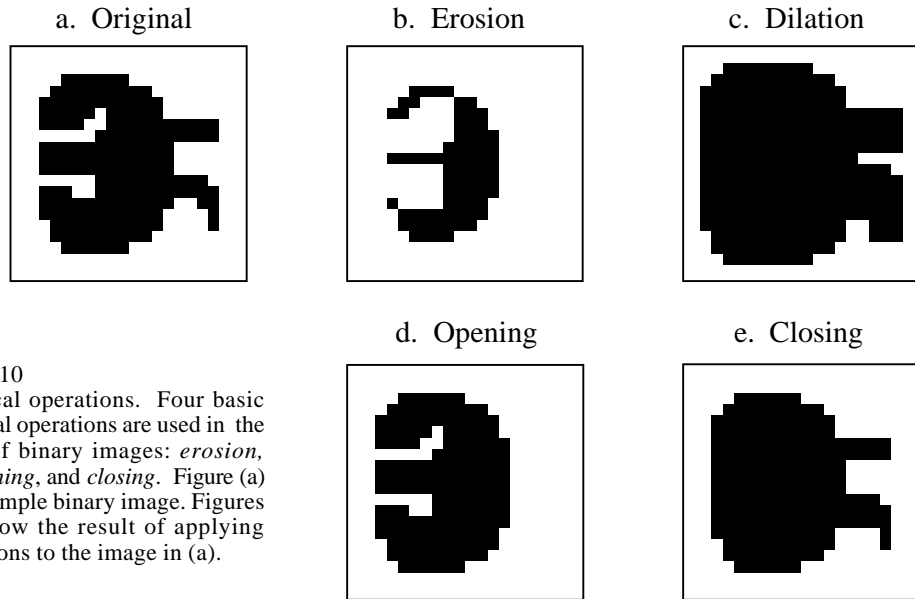 a. Original
b. Erosion
c. Dilation
d. Opening
e. Closing
10
cal operations. Four basic
al operations are used in the
f binary images: erosion,
ning, and closing. Figure (a)
mple binary image. Figures
ow the result of applying
ons to the image in (a).